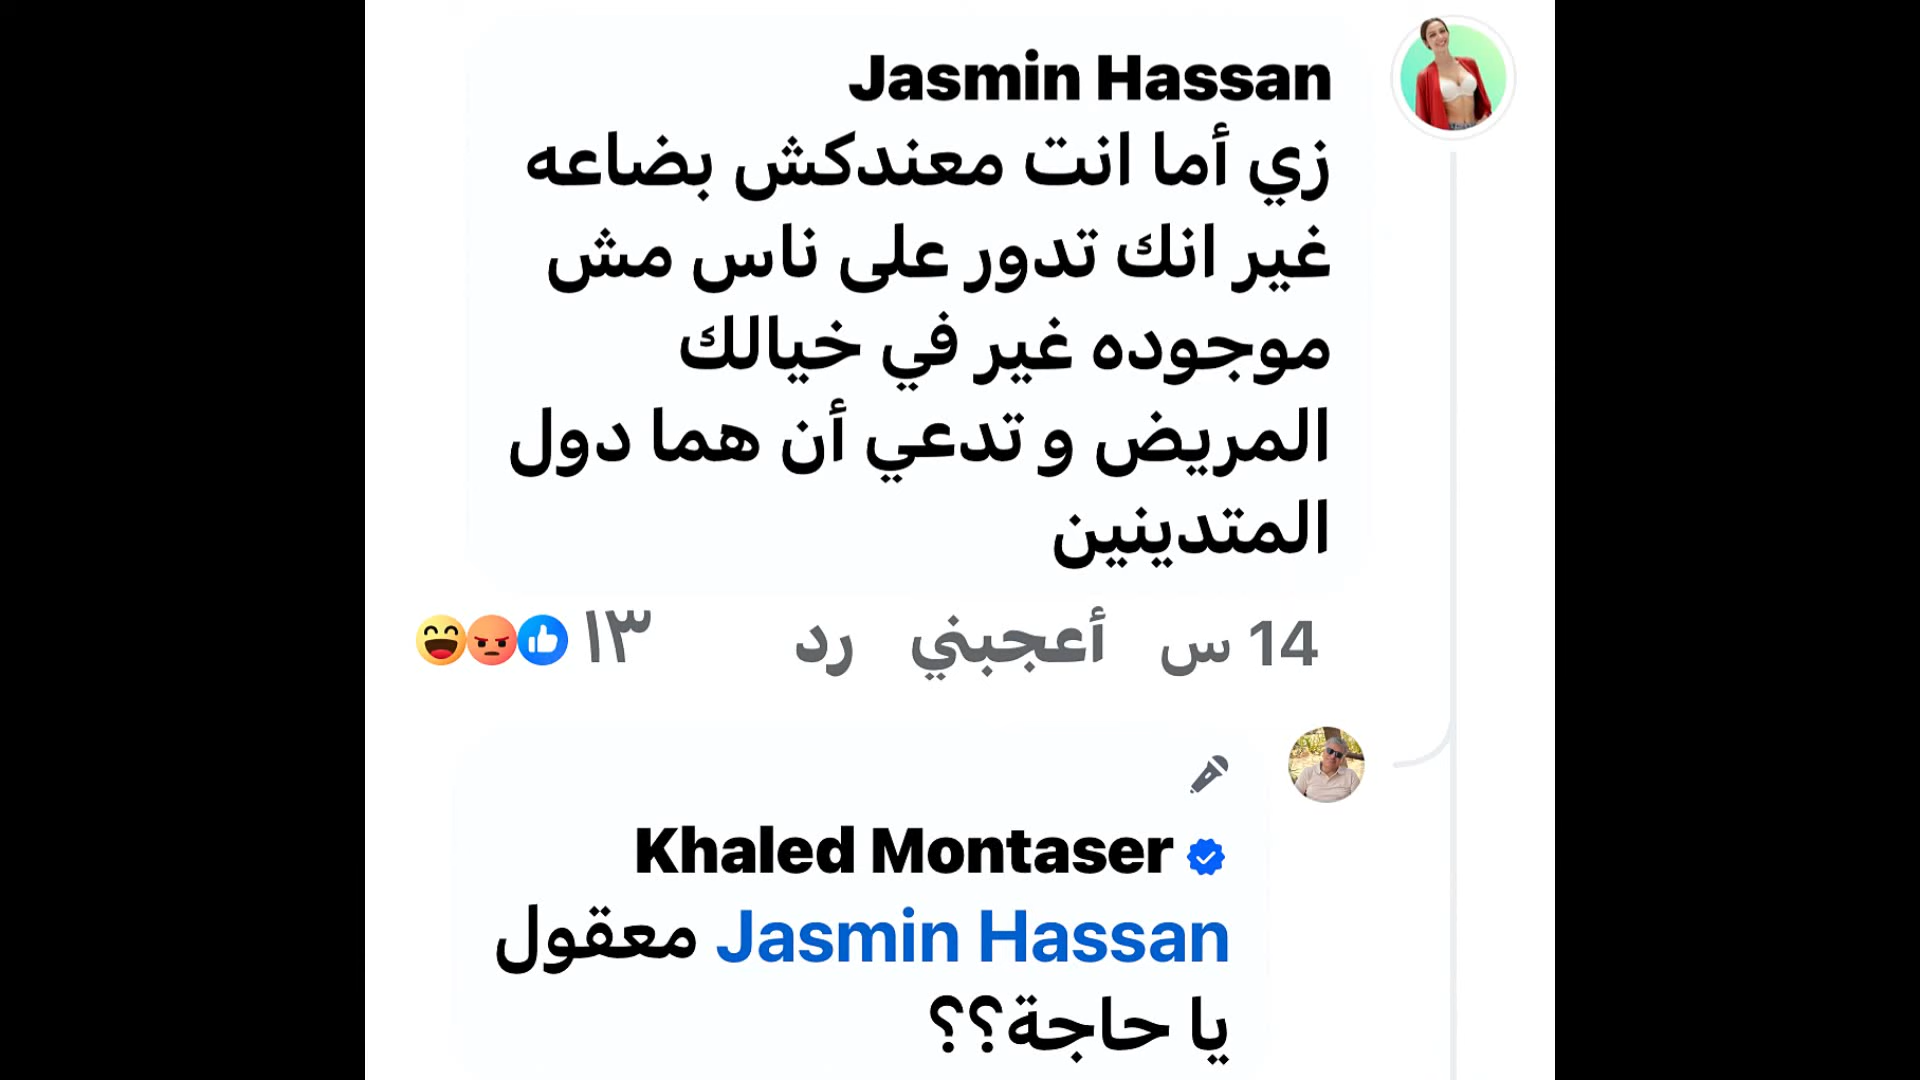 Jasmin Hassan
زي أما انت معندكش بضاعه
غير انك تدور على ناس مش
موجوده غير في خيالك
المريض و تدعي أن هما دول
المتدينين
14 س أعجبني رد ١٣
Khaled Montaser
Jasmin Hassan معقول
يا حاجة؟؟